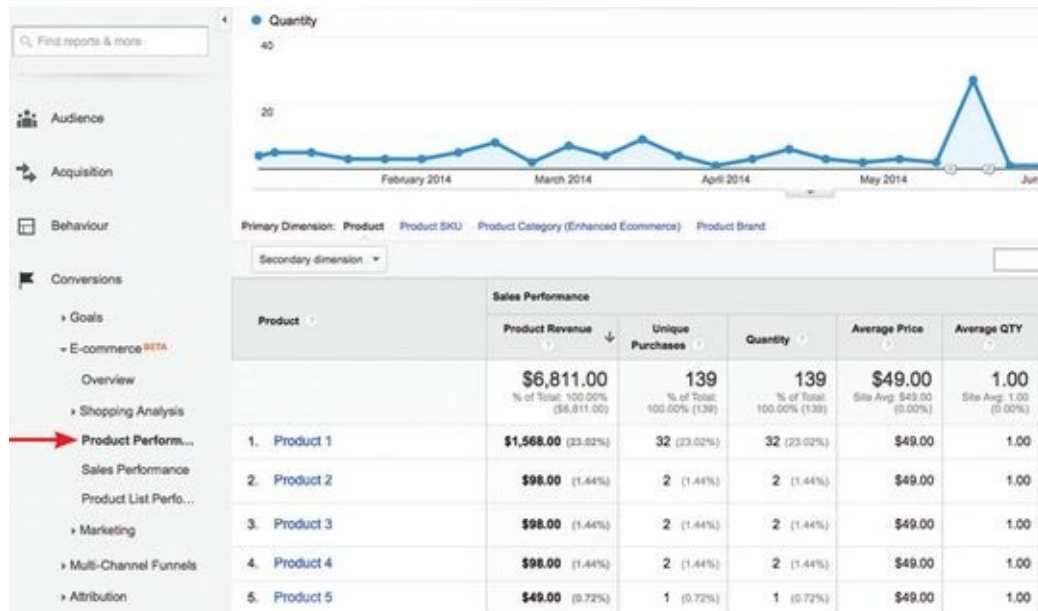 Find reports & more
Audience
Acquisition
Behaviour
Conversions
Goals
E-commerce BETA
Overview
Shopping Analysis
Product Perform...
Sales Performance
Product List Perfo...
Marketing
Multi-Channel Funnels
Attribution
Quantity
40
20
February 2014 March 2014 April 2014 May 2014 Jun
Primary Dimension: Product Product SKU Product Category (Enhanced Ecommerce) Product Brand
Secondary dimension
Product ? Sales Performance
Product Revenue ? Unique Purchases ? Quantity ? Average Price ? Average QTY ?
$6,811.00 139 139 $49.00 1.00
% of Total: 100.00% ($6,811.00) % of Total: 100.00% (139) % of Total: 100.00% (139) Site Avg: $49.00 (0.00%) Site Avg: 1.00 (0.00%)
1. Product 1 $1,568.00 (23.02%) 32 (23.02%) 32 (23.02%) $49.00 1.00
2. Product 2 $98.00 (1.44%) 2 (1.44%) 2 (1.44%) $49.00 1.00
3. Product 3 $98.00 (1.44%) 2 (1.44%) 2 (1.44%) $49.00 1.00
4. Product 4 $98.00 (1.44%) 2 (1.44%) 2 (1.44%) $49.00 1.00
5. Product 5 $49.00 (0.72%) 1 (0.72%) 1 (0.72%) $49.00 1.00